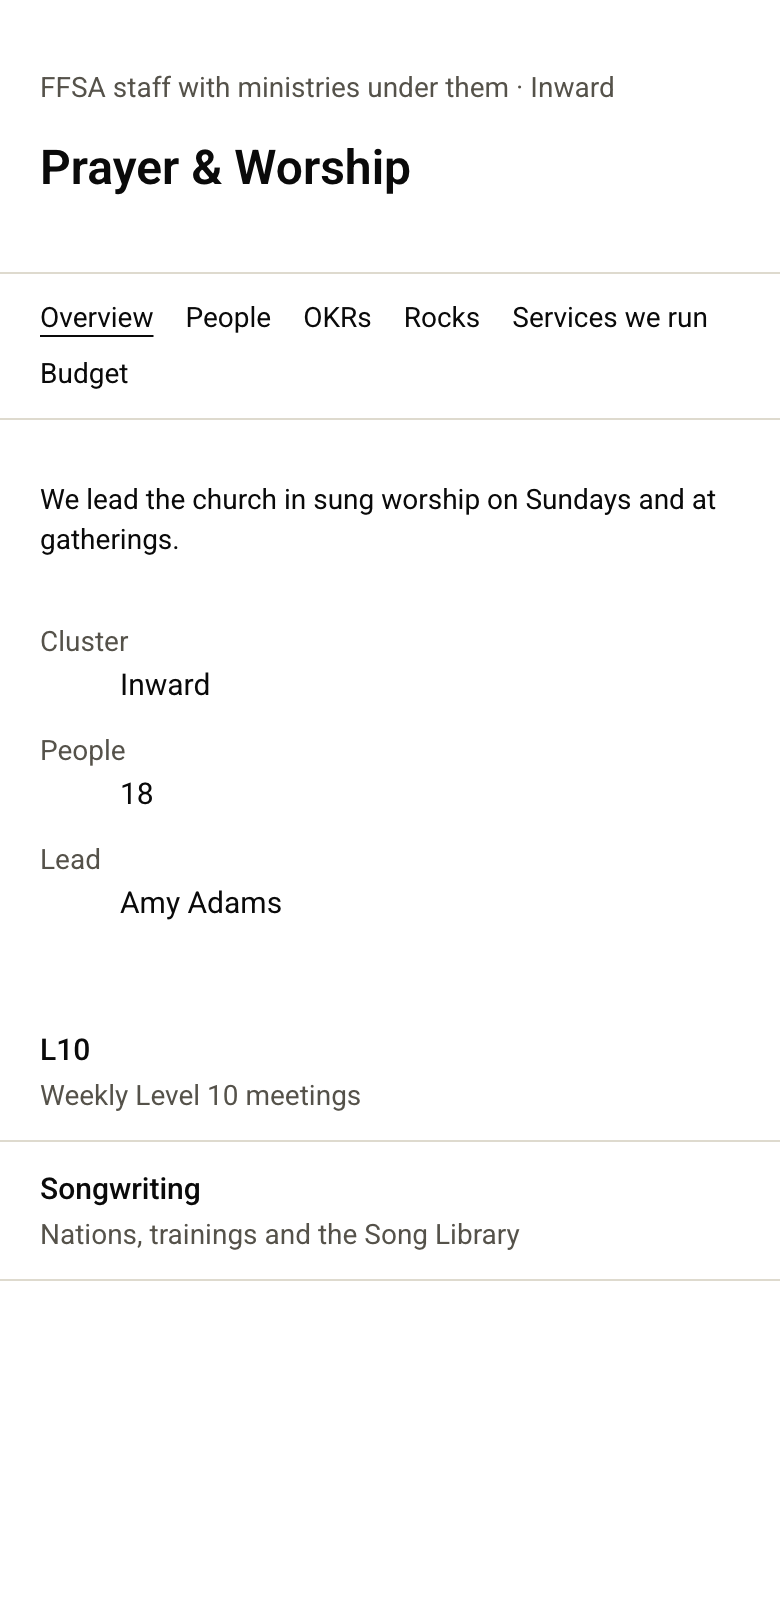 FFSA staff with ministries under them · Inward
Prayer & Worship
Overview People OKRs Rocks Services we run
Budget
We lead the church in sung worship on Sundays and at
gatherings.
Cluster
Inward
People
18
Lead
Amy Adams
L10
Weekly Level 10 meetings
Songwriting
Nations, trainings and the Song Library